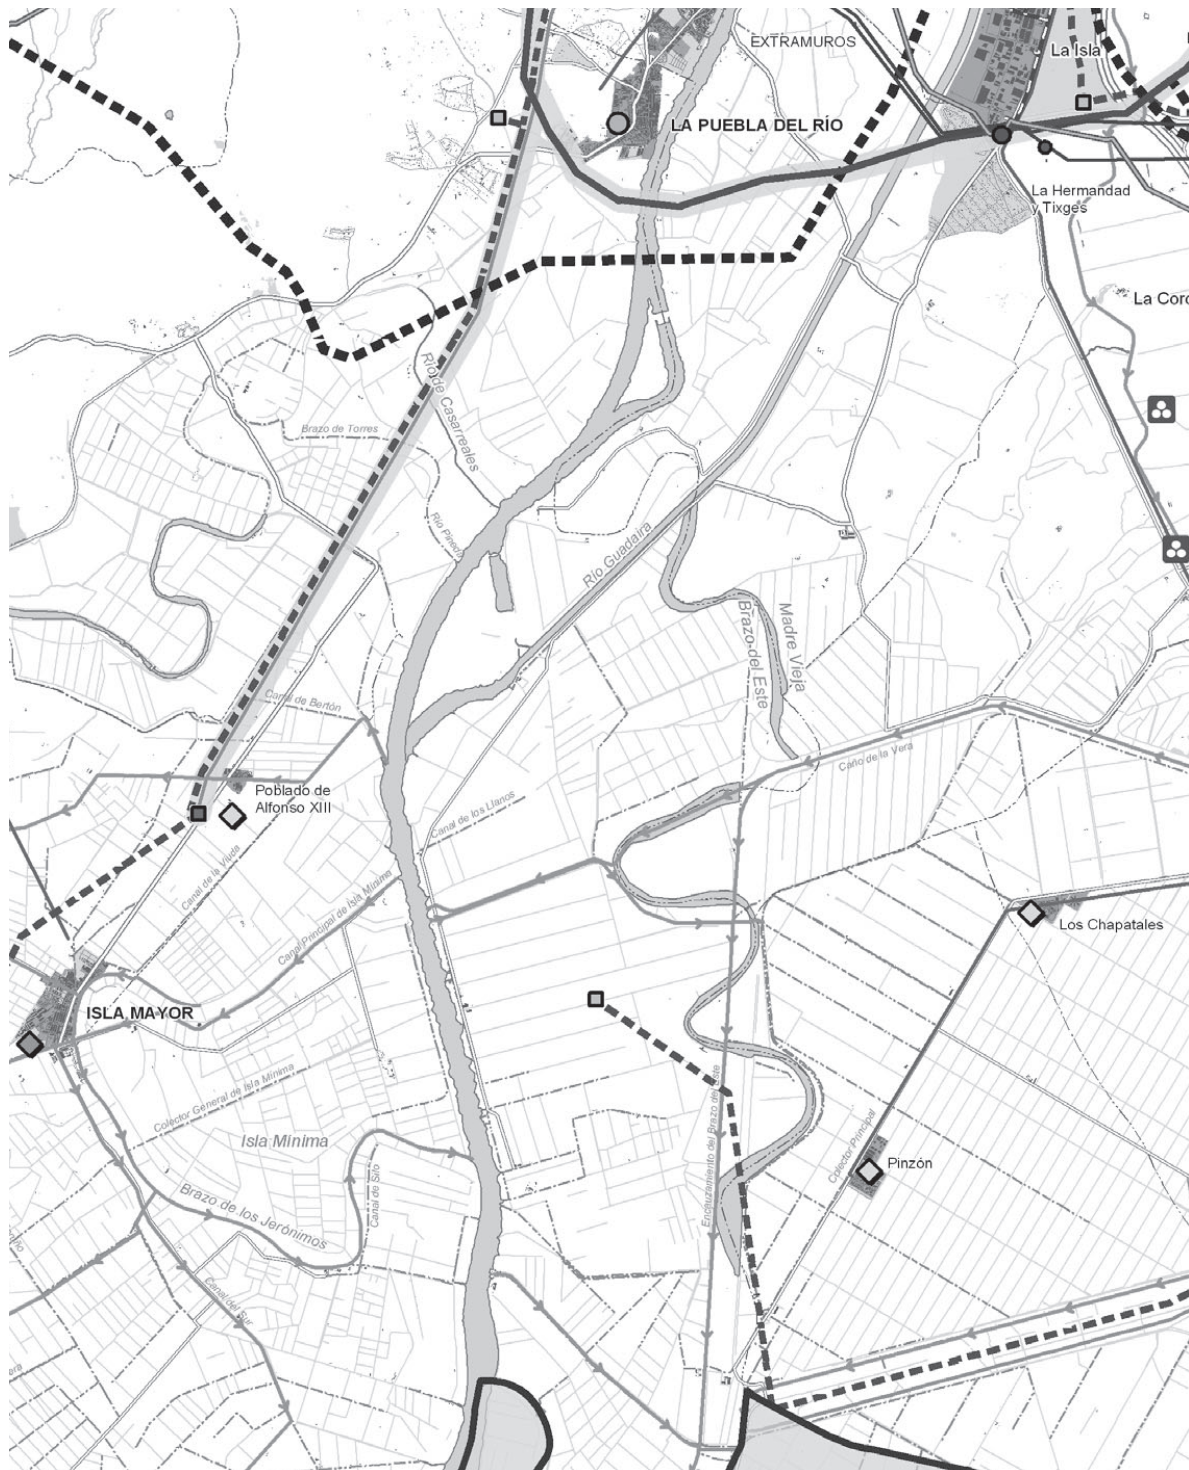 EXTRAMUROS
La Isla
LA PUEBLA DEL RÍO
La Hermandad
y Tixges
La Coro
Río de Casarreales
Brazo de Torres
Río Pineda
Río Guadaira
Madre Vieja
Brazo del Este
Canal de Bertón
Caño de la Vera
Poblado de
Alfonso XIII
Canal de los Llanos
Canal de la Viuda
Canal Principal de Isla Mínima
Los Chapatales
ISLA MAYOR
Colector General de Isla Mínima
Isla Mínima
Encauzamiento del Brazo del Este
Colector Principal
Pinzón
Brazo de los Jerónimos
Canal de Sito
Canal del Sur